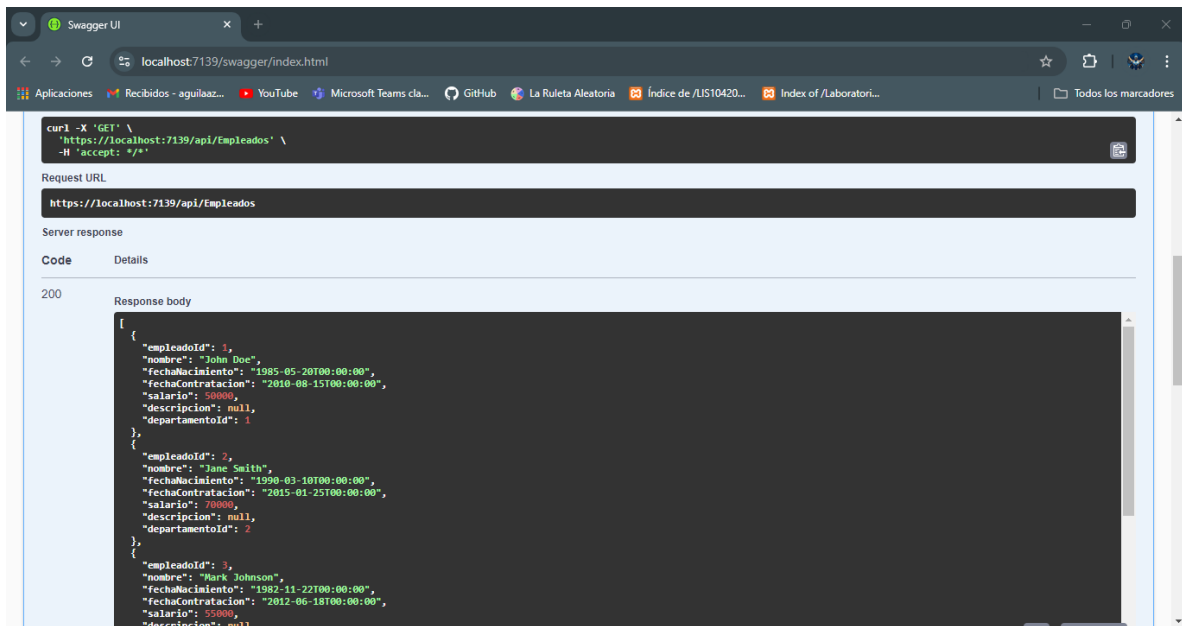 Swagger UI
localhost:7139/swagger/index.html
Aplicaciones
Recibidos - aguilaaz...
YouTube
Microsoft Teams cla...
GitHub
La Ruleta Aleatoria
Índice de /LIS10420...
Index of /Laboratori...
Todos los marcadores
curl -X 'GET' \
'https://localhost:7139/api/Empleados' \
-H 'accept: */*'
Request URL
https://localhost:7139/api/Empleados
Server response
Code Details
200
Response body
[
{
"empleadoId": 1,
"nombre": "John Doe",
"fechaNacimiento": "1985-05-20T00:00:00",
"fechaContratacion": "2010-08-15T00:00:00",
"salario": 50000,
"descripcion": null,
"departamentoId": 1
},
{
"empleadoId": 2,
"nombre": "Jane Smith",
"fechaNacimiento": "1990-03-10T00:00:00",
"fechaContratacion": "2015-01-25T00:00:00",
"salario": 70000,
"descripcion": null,
"departamentoId": 2
},
{
"empleadoId": 3,
"nombre": "Mark Johnson",
"fechaNacimiento": "1982-11-22T00:00:00",
"fechaContratacion": "2012-06-18T00:00:00",
"salario": 55000,
"descripcion": null